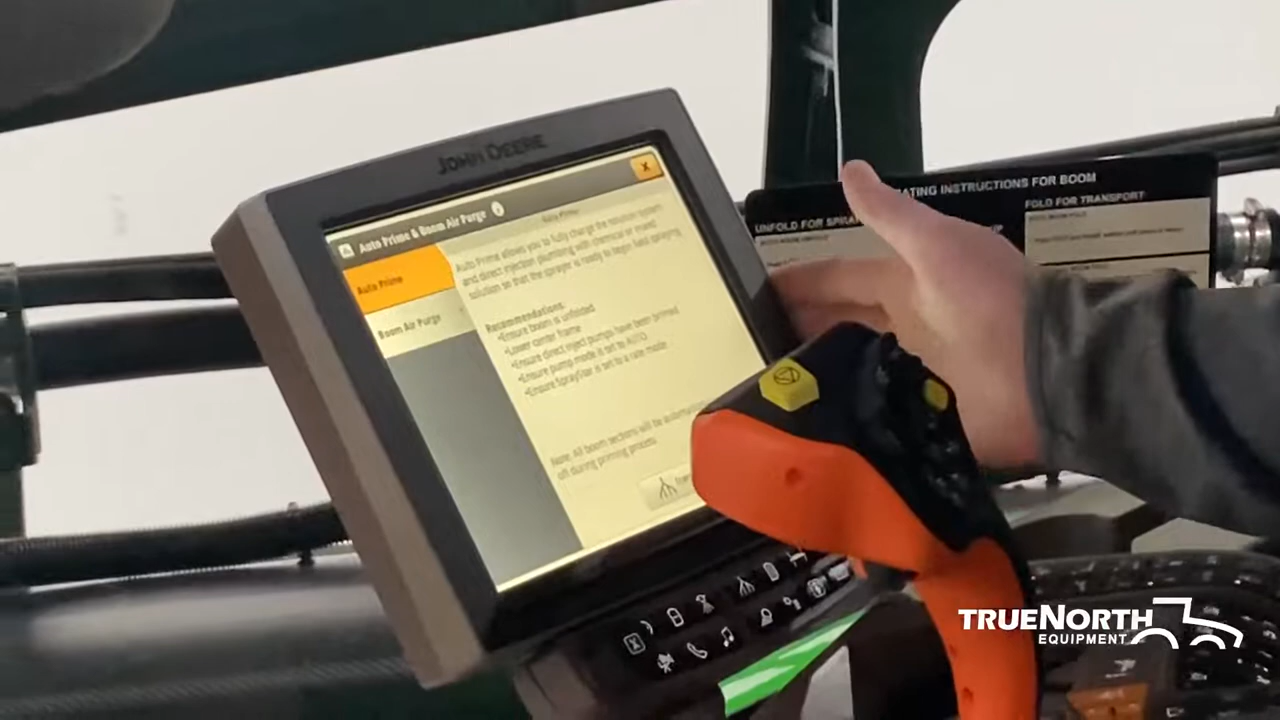 JOHN DEERE
Auto Prime & Boom Air Purge
Auto Prime
Boom Air Purge
Auto Prime
Auto Prime allows you to fully charge the solution system
and direct injection plumbing with chemical or mixed
solution so that the sprayer is ready to begin field spraying
Recommendations:
•Ensure boom is unfolded
•Lower center frame
•Ensure direct inject pumps have been primed
•Ensure pump mode is set to AUTO
•Ensure SprayStar is set to a rate mode
Note: All boom sections will be
off during priming process
ATING INSTRUCTIONS FOR BOOM
UNFOLD FOR SPRA
FOLD FOR TRANSPORT
TRUENORTH
EQUIPMENT